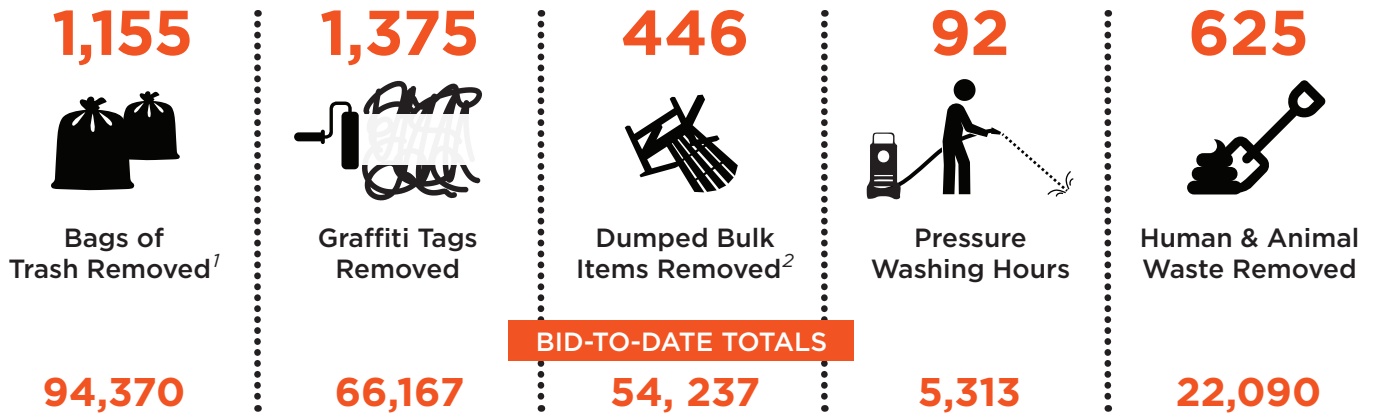 1,155
1,375
446
92
625
Bags of
Trash Removed1
Graffiti Tags
Removed
Dumped Bulk
Items Removed2
Pressure
Washing Hours
Human & Animal
Waste Removed
BID-TO-DATE TOTALS
94,370
66,167
54, 237
5,313
22,090